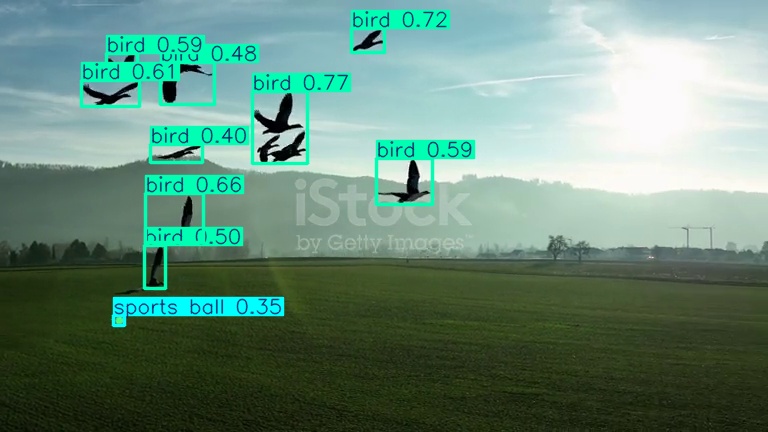 bird 0.72
bird 0.59
bird 0.48
bird 0.61
bird 0.77
bird 0.40
bird 0.59
bird 0.66
iStock
by Getty Images™
bird 0.50
sports ball 0.35